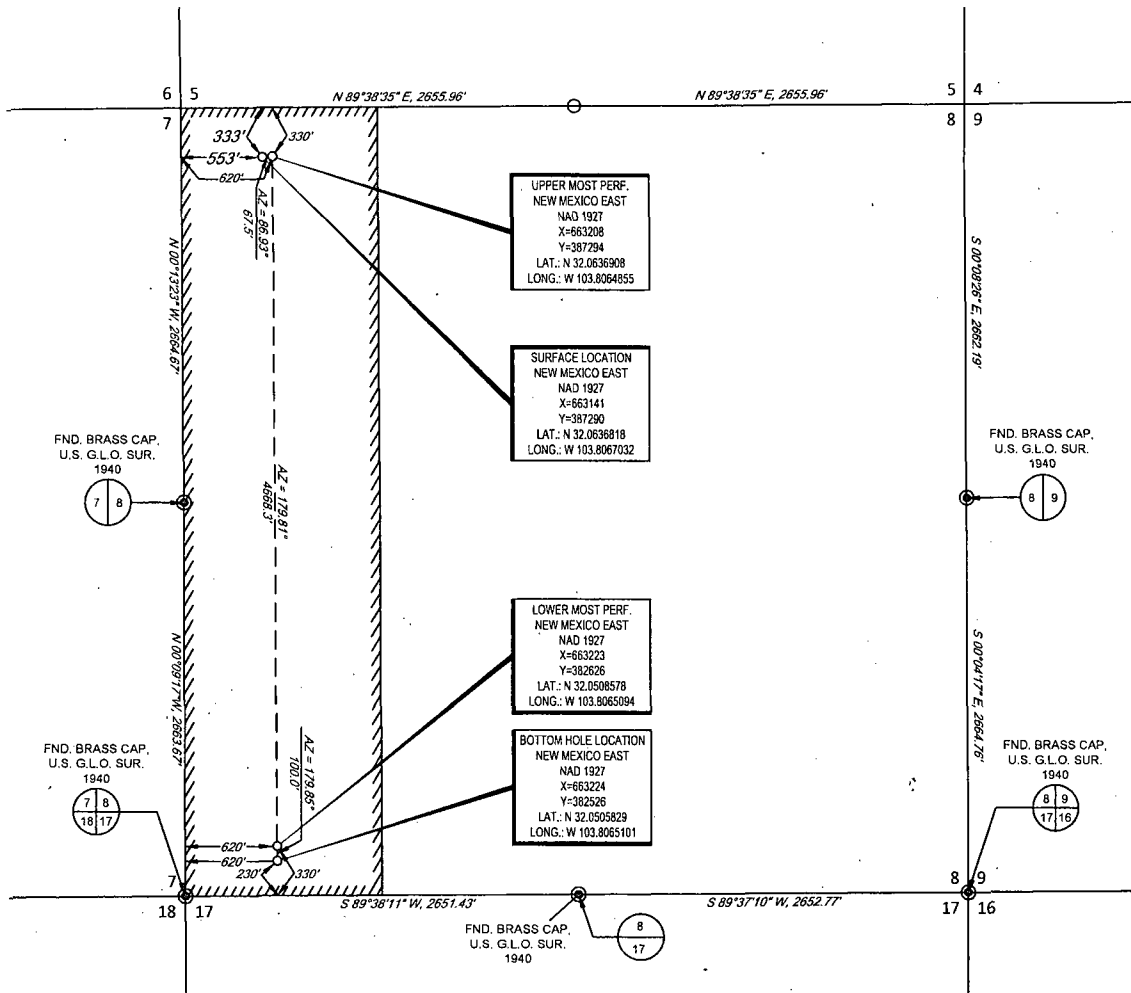 6 5
N 89°38'35" E, 2655.96'
N 89°38'35" E, 2655.96'
5 4
7
8 9
333'
330'
553'
620'
AZ = 86.93°
67.5'
UPPER MOST PERF.
NEW MEXICO EAST
NAD 1927
X=663208
Y=387294
LAT.: N 32.0636908
LONG.: W 103.8064855
N 00°13'23" W, 2664.67'
S 00°08'26" E, 2662.19'
SURFACE LOCATION
NEW MEXICO EAST
NAD 1927
X=663141
Y=387290
LAT.: N 32.0636818
LONG.: W 103.8067032
FND. BRASS CAP,
U.S. G.L.O. SUR.
1940
7 8
AZ = 179.81°
4668.3'
FND. BRASS CAP,
U.S. G.L.O. SUR.
1940
8 9
LOWER MOST PERF.
NEW MEXICO EAST
NAD 1927
X=663223
Y=382626
LAT.: N 32.0508578
LONG.: W 103.8065094
N 00°09'17" W, 2663.67'
S 00°04'17" E, 2664.76'
FND. BRASS CAP,
U.S. G.L.O. SUR.
1940
7 8
18 17
AZ = 179.85°
100.0'
BOTTOM HOLE LOCATION
NEW MEXICO EAST
NAD 1927
X=663224
Y=382526
LAT.: N 32.0505829
LONG.: W 103.8065101
FND. BRASS CAP,
U.S. G.L.O. SUR.
1940
8 9
17 16
620'
620'
230'
330'
7
8 9
18 17
S 89°38'11" W, 2651.43'
S 89°37'10" W, 2652.77'
17 16
FND. BRASS CAP,
U.S. G.L.O. SUR.
1940
8
17